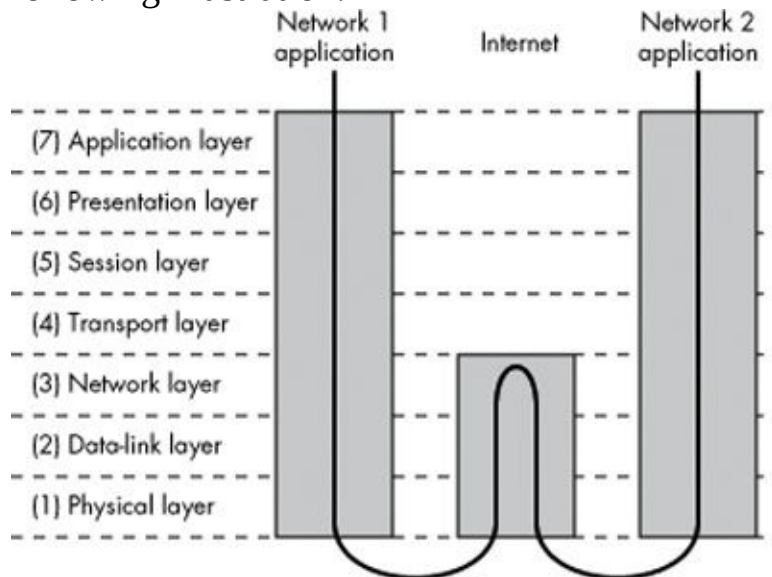 Network 1
application
Internet
Network 2
application
(7) Application layer
(6) Presentation layer
(5) Session layer
(4) Transport layer
(3) Network layer
(2) Data-link layer
(1) Physical layer